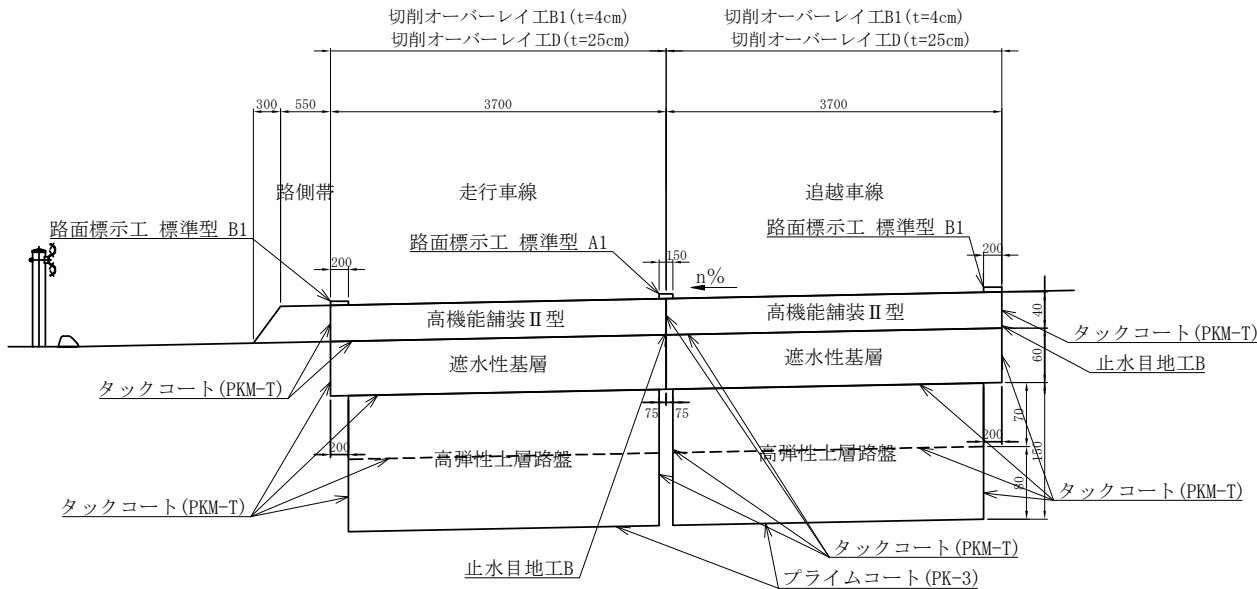 切削オーバーレイ工B1(t=4cm)
切削オーバーレイ工D(t=25cm)
切削オーバーレイ工B1(t=4cm)
切削オーバーレイ工D(t=25cm)
300
550
3700
3700
路側帯
走行車線
追越車線
路面標示工 標準型 B1
路面標示工 標準型 A1
路面標示工 標準型 B1
200
150
200
n%
高機能舗装Ⅱ型
高機能舗装Ⅱ型
40
タックコート(PKM-T)
遮水性基層
遮水性基層
60
止水目地工B
タックコート(PKM-T)
75
75
70
200
高弾性上層路盤
高弾性上層路盤
200
150
80
タックコート(PKM-T)
タックコート(PKM-T)
タックコート(PKM-T)
止水目地工B
プライムコート(PK-3)